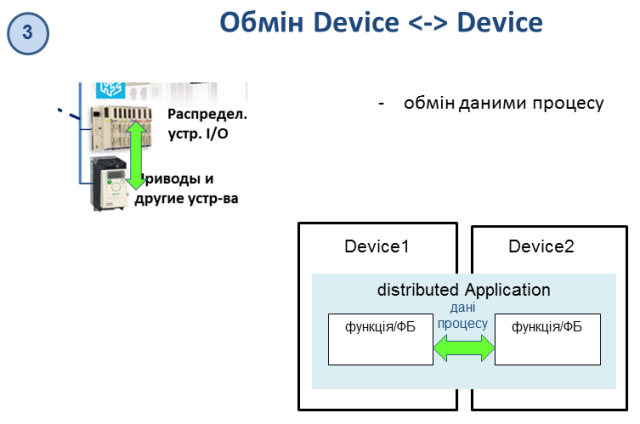 3
Обмін Device <-> Device
Распредел.
устр. I/O
Приводы и
другие устр-ва
- обмін даними процесу
Device1
Device2
distributed Application
дані
процесу
функція/ФБ
функція/ФБ